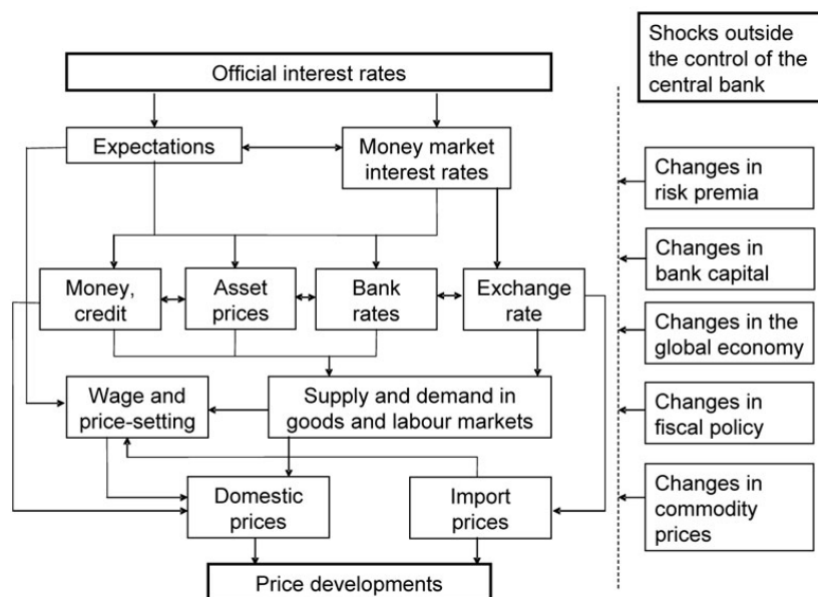 Official interest rates
Shocks outside
the control of the
central bank
Expectations
Money market
interest rates
Changes in
risk premia
Changes in
bank capital
Money,
credit
Asset
prices
Bank
rates
Exchange
rate
Changes in the
global economy
Wage and
price-setting
Supply and demand in
goods and labour markets
Changes in
fiscal policy
Domestic
prices
Import
prices
Changes in
commodity
prices
Price developments